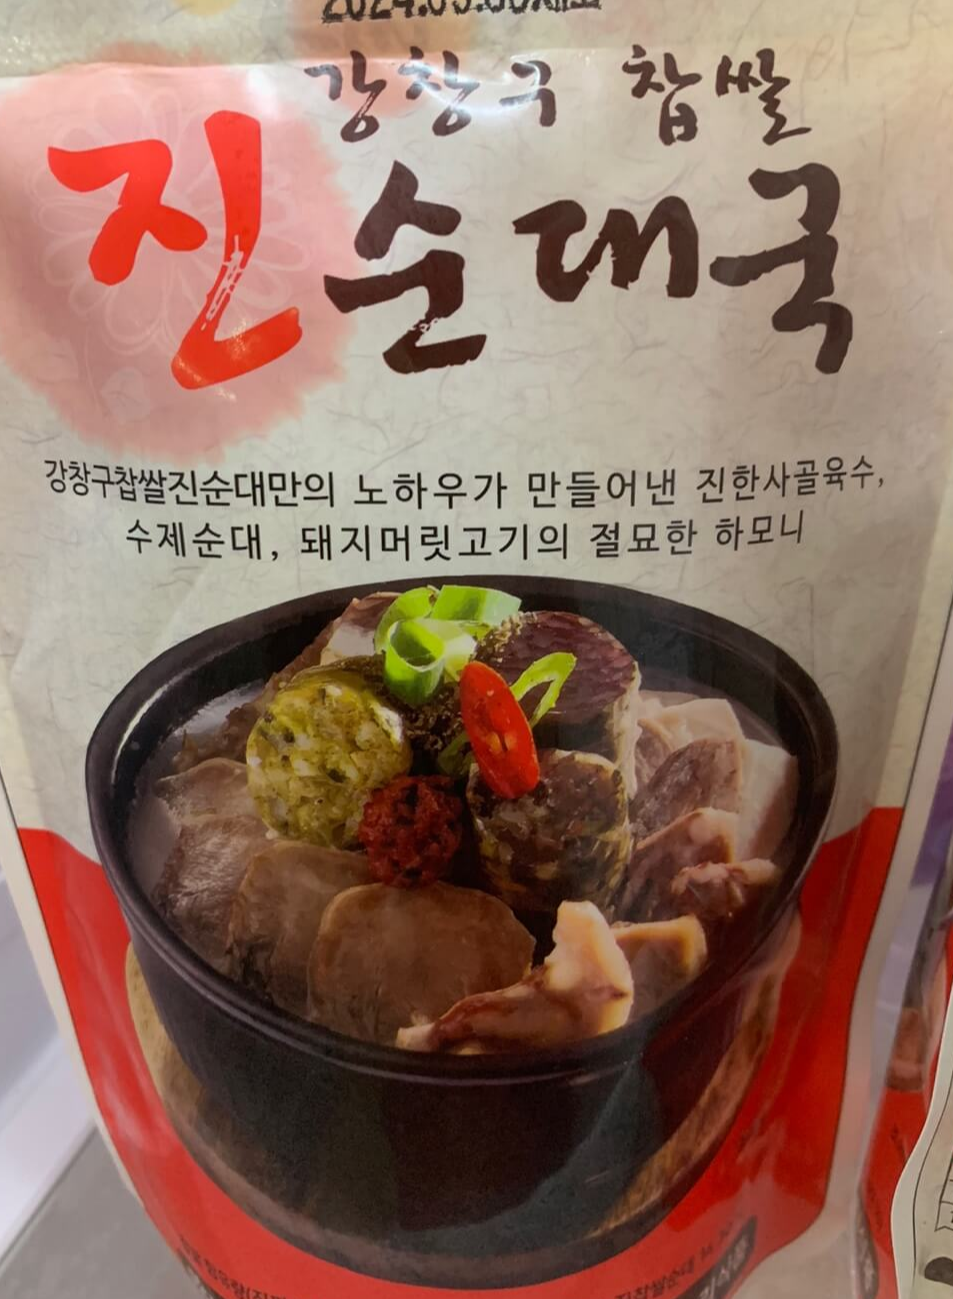 강창구 찹쌀
진순대국
강창구찹쌀진순대만의 노하우가 만들어낸 진한사골육수,
수제순대, 돼지머릿고기의 절묘한 하모니